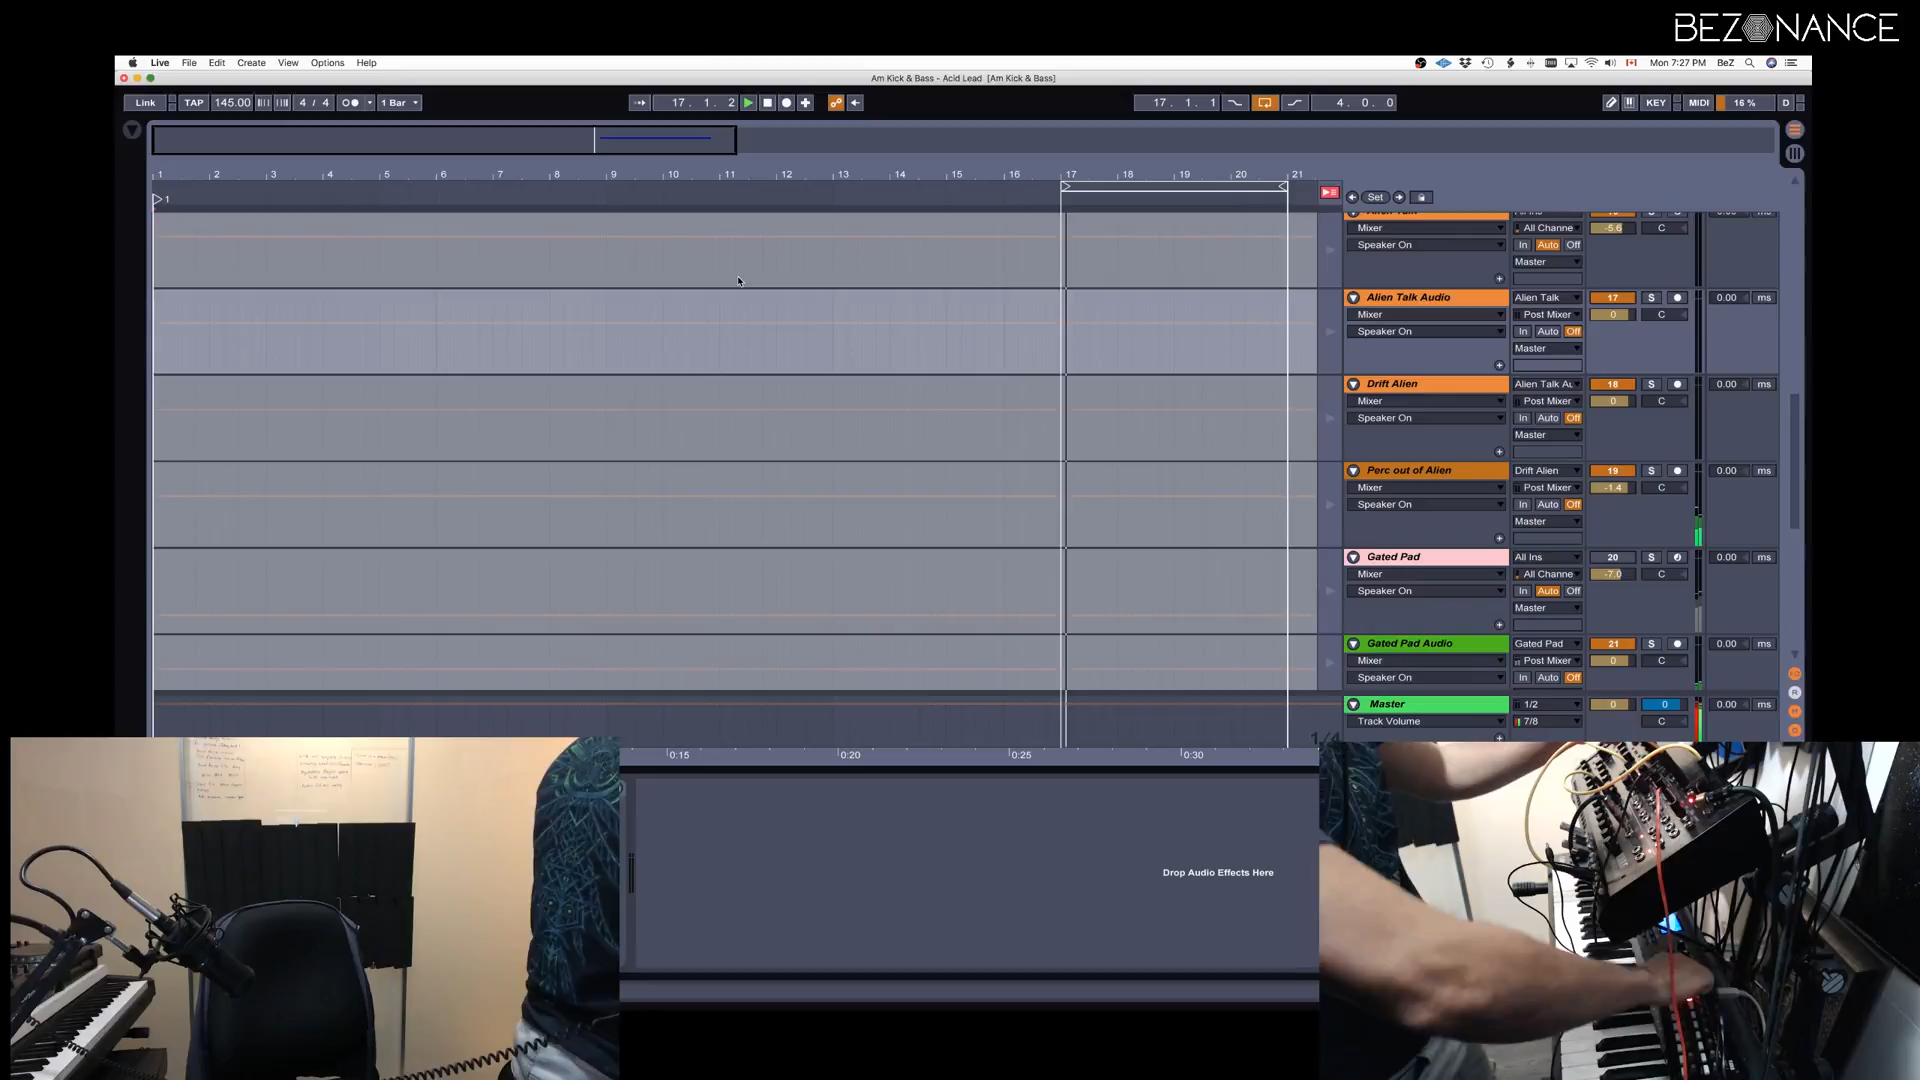 BEZONANCE
Live File Edit Create View Options Help
Mon 7:27 PM BeZ
Am Kick & Bass - Acid Lead [Am Kick & Bass]
Link TAP 145.00 4 / 4 1 Bar
17. 1. 2
17. 1. 1
4. 0. 0
KEY MIDI 16 % D
1 2 3 4 5 6 7 8 9 10 11 12 13 14 15 16 17 18 19 20 21
1
Set
Mixer All Channe -5.6 C
Speaker On In Auto Off
Master
Alien Talk Audio Alien Talk 17 S 0.00 ms
Mixer Post Mixer 0 C
Speaker On In Auto Off
Master
Drift Alien Alien Talk Au 18 S 0.00 ms
Mixer Post Mixer 0 C
Speaker On In Auto Off
Master
Perc out of Alien Drift Alien 19 S 0.00 ms
Mixer Post Mixer -1.4 C
Speaker On In Auto Off
Master
Gated Pad All Ins 20 S 0.00 ms
Mixer All Channe -7.0 C
Speaker On In Auto Off
Master
Gated Pad Audio Gated Pad 21 S 0.00 ms
Mixer Post Mixer 0 C
Speaker On In Auto Off
Master 1/2 0 0 0.00 ms
Track Volume 7/8 C
0:15 0:20 0:25 0:30
Drop Audio Effects Here